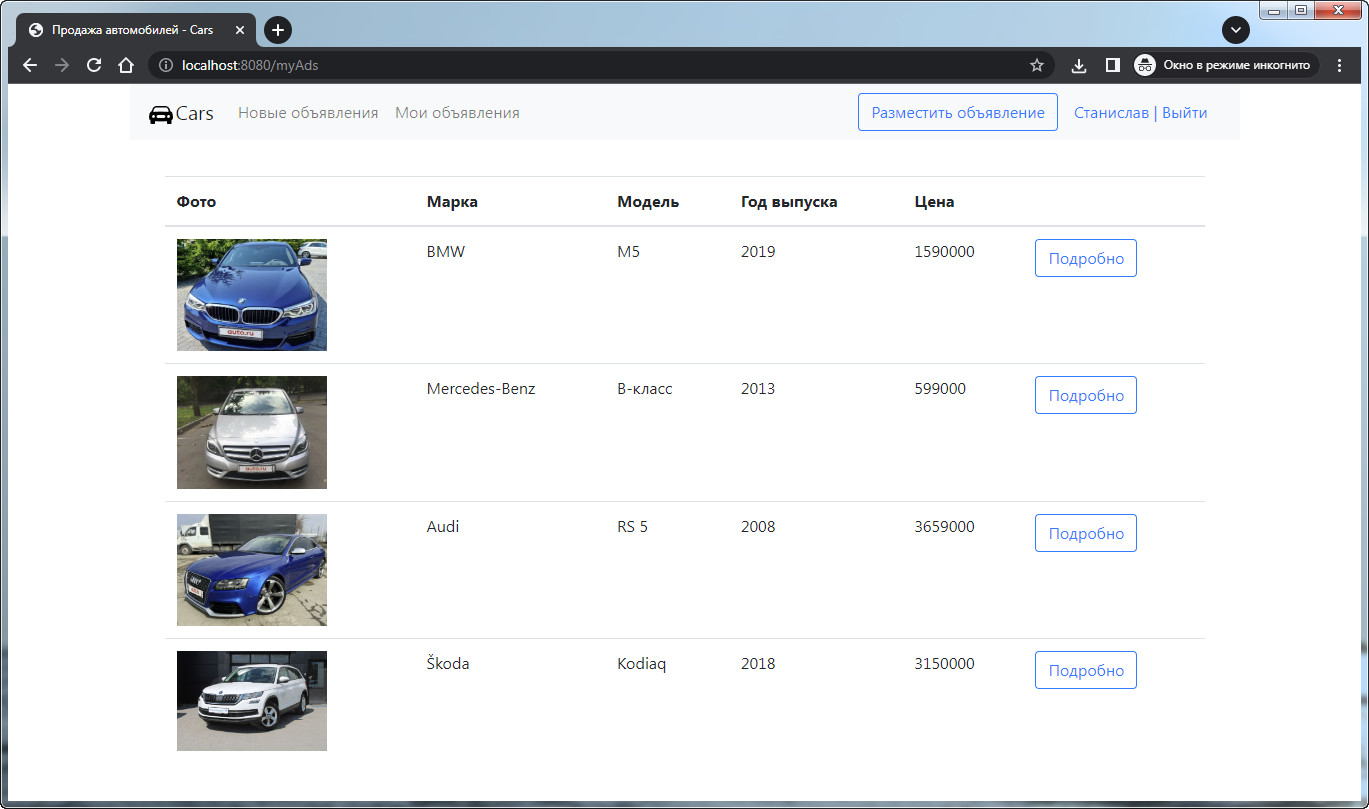 Продажа автомобилей - Cars
localhost:8080/myAds
Окно в режиме инкогнито
Cars Новые объявления Мои объявления Разместить объявление Станислав | Выйти
Фото Марка Модель Год выпуска Цена
BMW M5 2019 1590000 Подробно
auto.ru
Mercedes-Benz B-класс 2013 599000 Подробно
auto.ru
Audi RS 5 2008 3659000 Подробно
Škoda Kodiaq 2018 3150000 Подробно